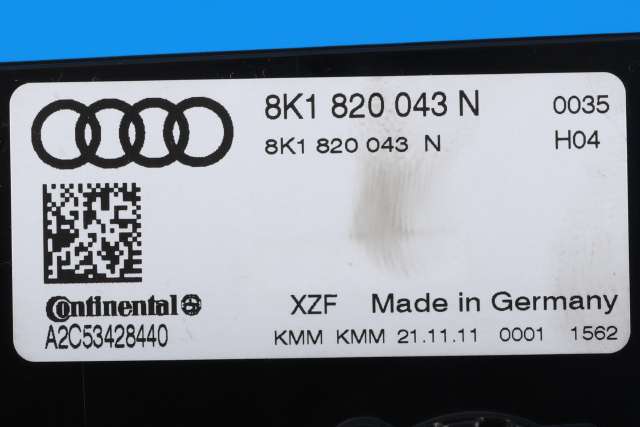 8K1 820 043 N 0035
8K1 820 043 N H04
Continental
A2C53428440
XZF Made in Germany
KMM KMM 21.11.11 0001 1562